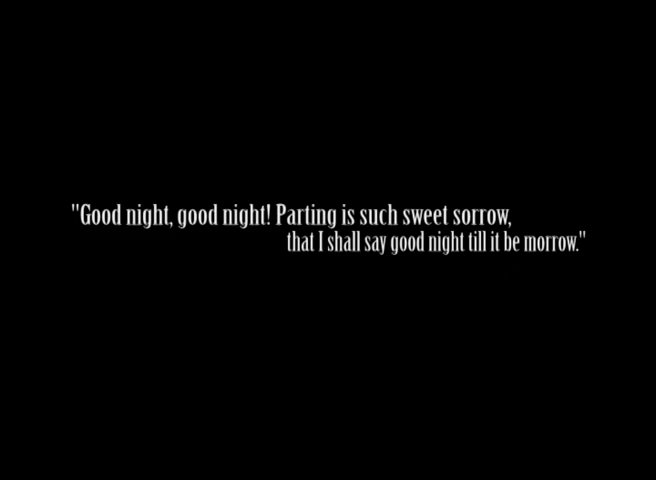 "Good night, good night! Parting is such sweet sorrow,
that I shall say good night till it be morrow."